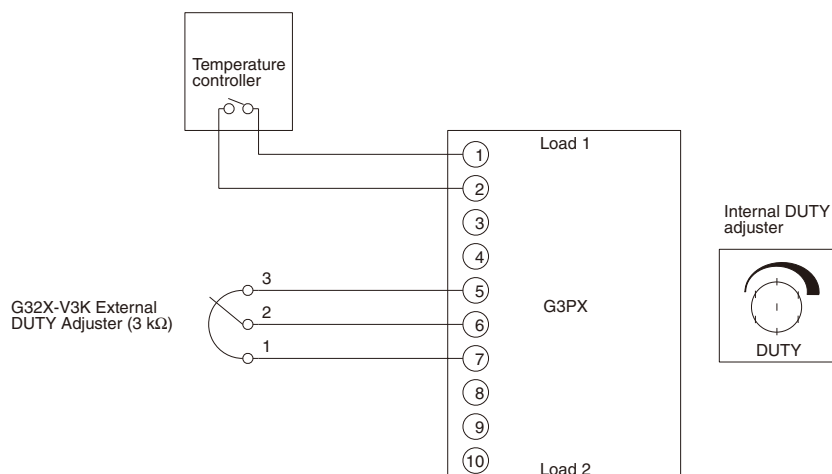 Temperature
controller
Load 1
1
2
3
4
Internal DUTY
adjuster
3
5
G32X-V3K External
DUTY Adjuster (3 kΩ)
2
6
G3PX
1
7
DUTY
8
9
10
Load 2